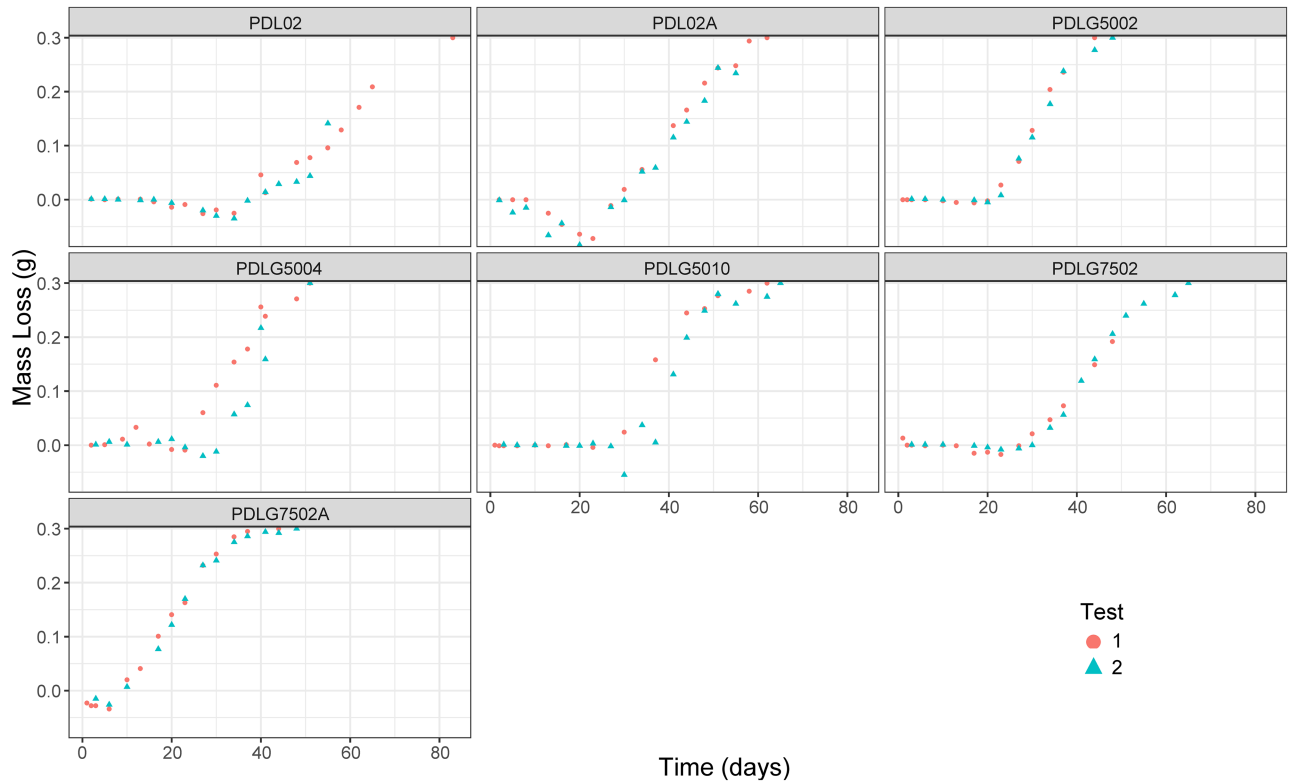 PDL02
PDL02A
PDLG5002
0.3
0.2
0.1
0.0
PDLG5004
PDLG5010
PDLG7502
0.3
0.2
0.1
0.0
0 20 40 60 80
0 20 40 60 80
PDLG7502A
0.3
0.2
0.1
0.0
0 20 40 60 80
Mass Loss (g)
Time (days)
Test
1
2